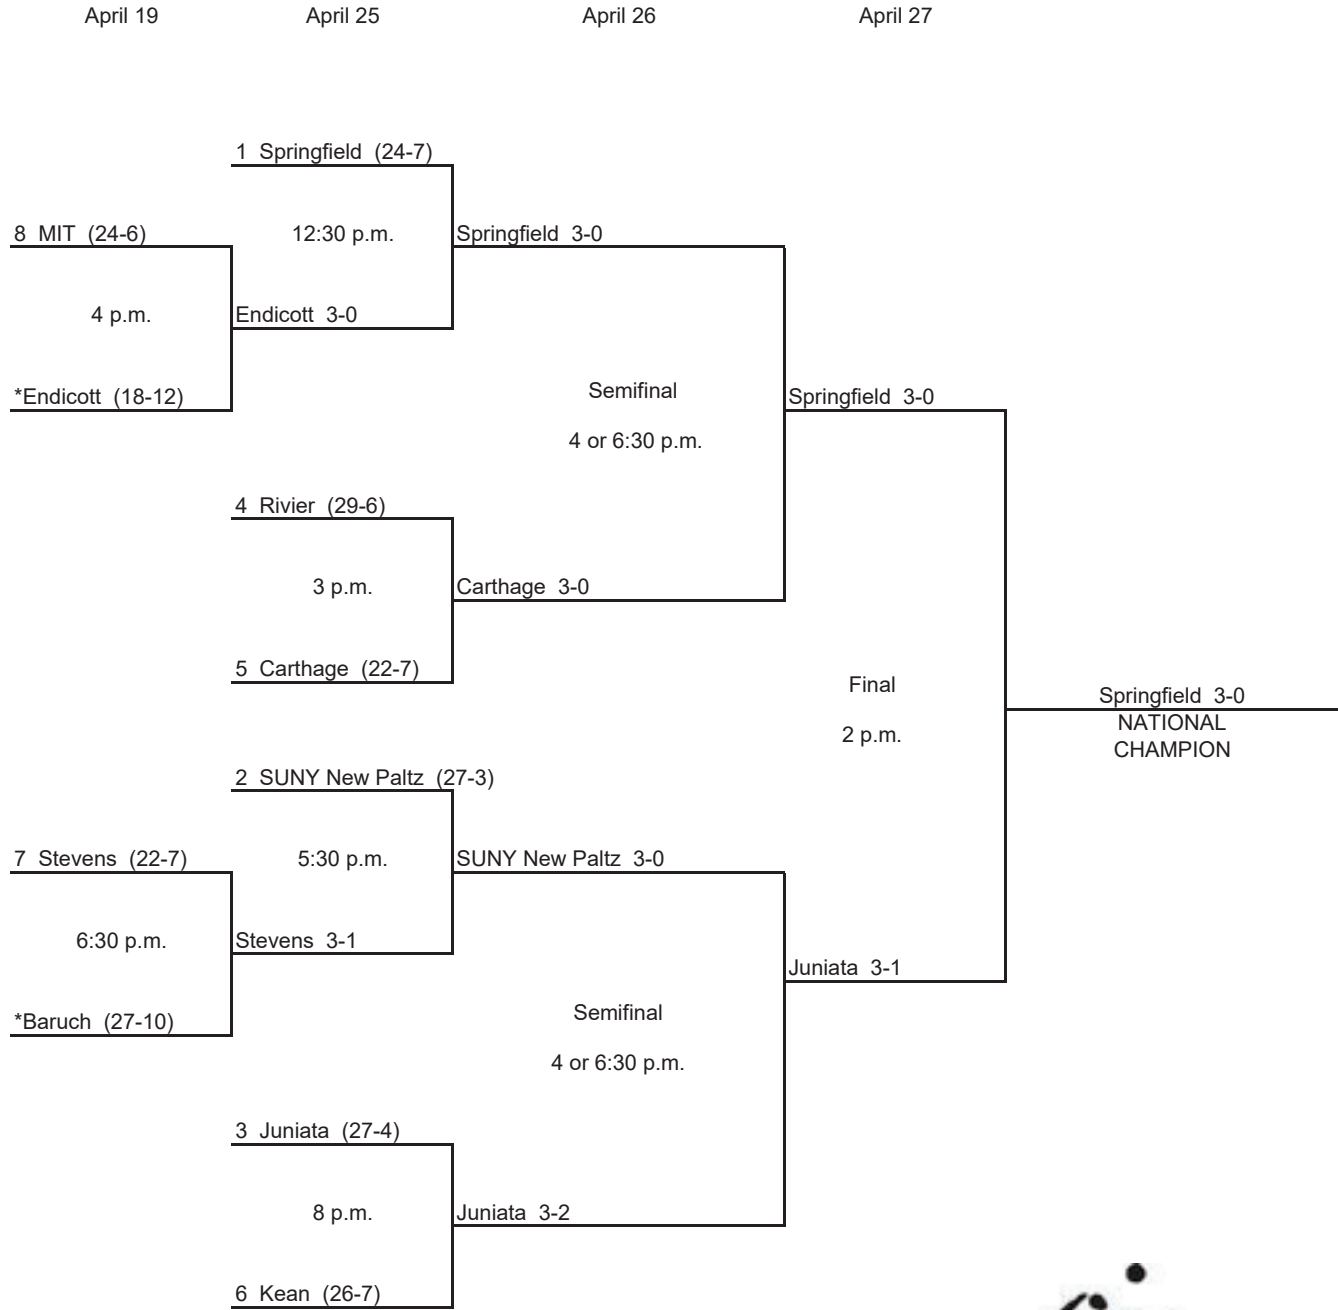 April 19 April 25 April 26 April 27
1 Springfield (24-7)
8 MIT (24-6) 12:30 p.m. Springfield 3-0
4 p.m. Endicott 3-0
Semifinal
*Endicott (18-12) Springfield 3-0
4 or 6:30 p.m.
4 Rivier (29-6)
3 p.m. Carthage 3-0
5 Carthage (22-7)
Final
Springfield 3-0
NATIONAL
2 p.m.
CHAMPION
2 SUNY New Paltz (27-3)
7 Stevens (22-7) 5:30 p.m. SUNY New Paltz 3-0
6:30 p.m. Stevens 3-1
Juniata 3-1
Semifinal
*Baruch (27-10)
4 or 6:30 p.m.
3 Juniata (27-4)
8 p.m. Juniata 3-2
6 Kean (26-7)